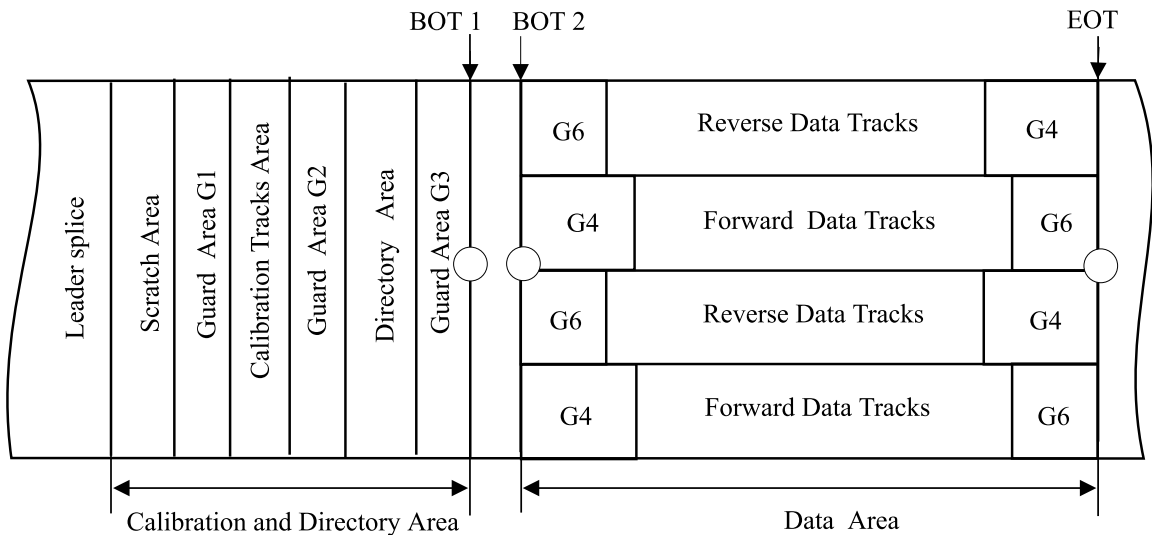 BOT 1
BOT 2
EOT
Leader splice
Scratch Area
Guard Area G1
Calibration Tracks Area
Guard Area G2
Directory Area
Guard Area G3
G6
Reverse Data Tracks
G4
G4
Forward Data Tracks
G6
G6
Reverse Data Tracks
G4
G4
Forward Data Tracks
G6
Calibration and Directory Area
Data Area